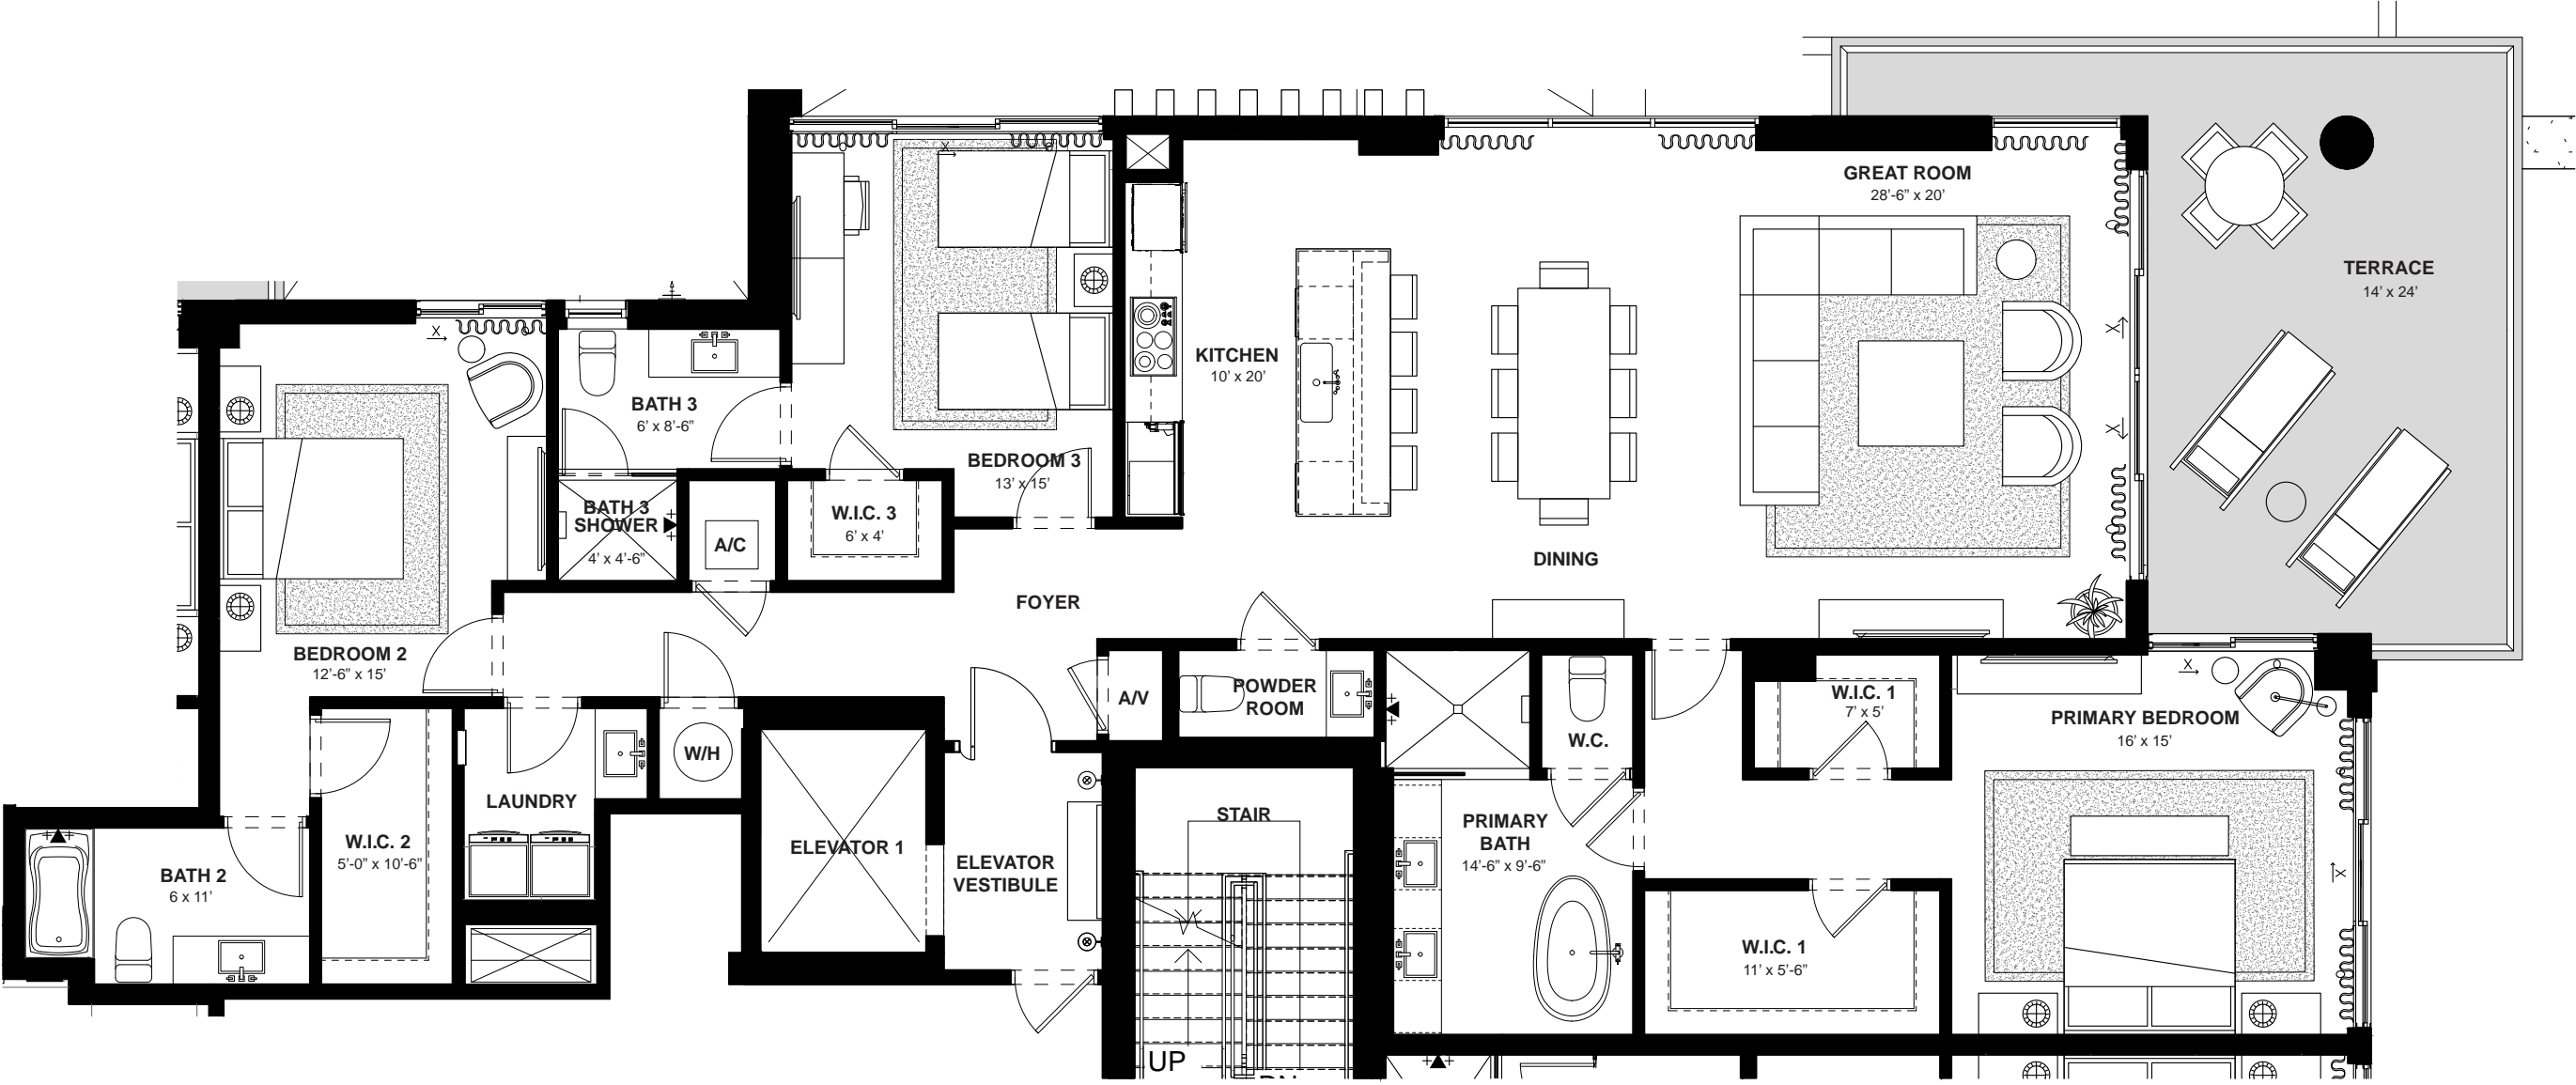 GREAT ROOM
28'-6" x 20'
TERRACE
14' x 24'
KITCHEN
10' x 20'
BATH 3
6' x 8'-6"
BEDROOM 3
13' x 15'
BATH 3
SHOWER
4' x 4'-6"
A/C
W.I.C. 3
6' x 4'
DINING
FOYER
BEDROOM 2
12'-6" x 15'
A/V
POWDER
ROOM
W.C.
W.I.C. 1
7' x 5'
PRIMARY BEDROOM
16' x 15'
W/H
LAUNDRY
STAIR
PRIMARY
BATH
14'-6" x 9'-6"
W.I.C. 2
5'-0" x 10'-6"
ELEVATOR 1
ELEVATOR
VESTIBULE
BATH 2
6 x 11'
W.I.C. 1
11' x 5'-6"
UP
X
X
X
X
X
X